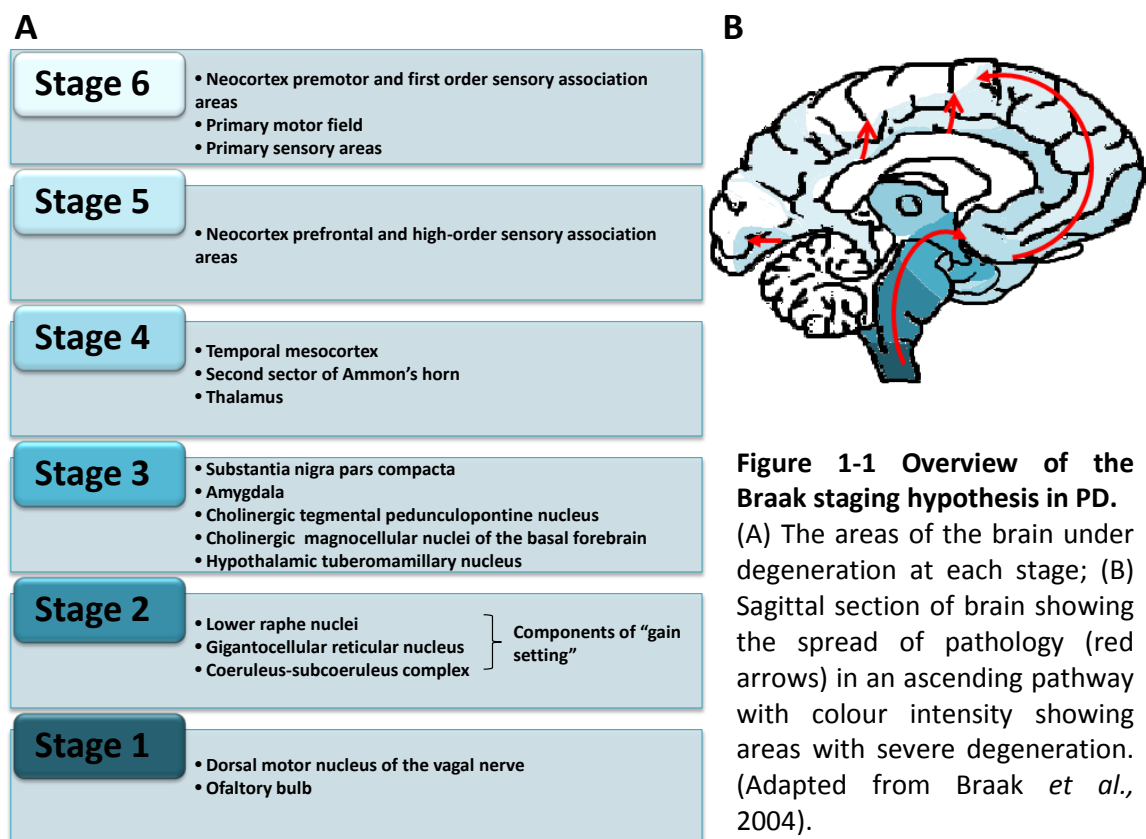 A
Stage 6
• Neocortex premotor and first order sensory association
areas
• Primary motor field
• Primary sensory areas
Stage 5
• Neocortex prefrontal and high-order sensory association
areas
Stage 4
• Temporal mesocortex
• Second sector of Ammon's horn
• Thalamus
Stage 3
• Substantia nigra pars compacta
• Amygdala
• Cholinergic tegmental pedunculopontine nucleus
• Cholinergic magnocellular nuclei of the basal forebrain
• Hypothalamic tuberomamillary nucleus
Stage 2
• Lower raphe nuclei
• Gigantocellular reticular nucleus
• Coeruleus-subcoeruleus complex
Components of "gain
setting"
Stage 1
• Dorsal motor nucleus of the vagal nerve
• Ofaltory bulb
B
Figure 1-1 Overview of the
Braak staging hypothesis in PD.
(A) The areas of the brain under
degeneration at each stage; (B)
Sagittal section of brain showing
the spread of pathology (red
arrows) in an ascending pathway
with colour intensity showing
areas with severe degeneration.
(Adapted from Braak et al.,
2004).